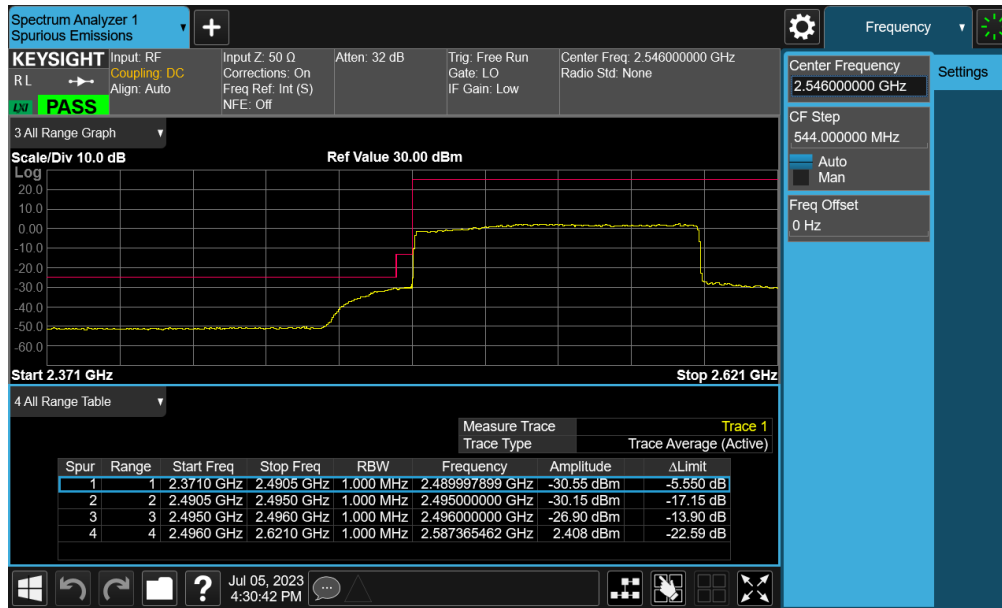 Spectrum Analyzer 1
Spurious Emissions
Frequency
KEYSIGHT
R L
LXI PASS
Input: RF
Coupling: DC
Align: Auto
Input Z: 50 Ω
Corrections: On
Freq Ref: Int (S)
NFE: Off
Atten: 32 dB
Trig: Free Run
Gate: LO
IF Gain: Low
Center Freq: 2.546000000 GHz
Radio Std: None
Center Frequency
2.546000000 GHz
Settings
CF Step
544.000000 MHz
Auto
Man
Freq Offset
0 Hz
3 All Range Graph
Scale/Div 10.0 dB Ref Value 30.00 dBm
Log
20.0
10.0
0.00
-10.0
-20.0
-30.0
-40.0
-50.0
-60.0
Start 2.371 GHz Stop 2.621 GHz
4 All Range Table
Measure Trace Trace 1
Trace Type Trace Average (Active)
Spur Range Start Freq Stop Freq RBW Frequency Amplitude ΔLimit
1 1 2.3710 GHz 2.4905 GHz 1.000 MHz 2.489997899 GHz -30.55 dBm -5.550 dB
2 2 2.4905 GHz 2.4950 GHz 1.000 MHz 2.495000000 GHz -30.15 dBm -17.15 dB
3 3 2.4950 GHz 2.4960 GHz 1.000 MHz 2.496000000 GHz -26.90 dBm -13.90 dB
4 4 2.4960 GHz 2.6210 GHz 1.000 MHz 2.587365462 GHz 2.408 dBm -22.59 dB
Jul 05, 2023
4:30:42 PM